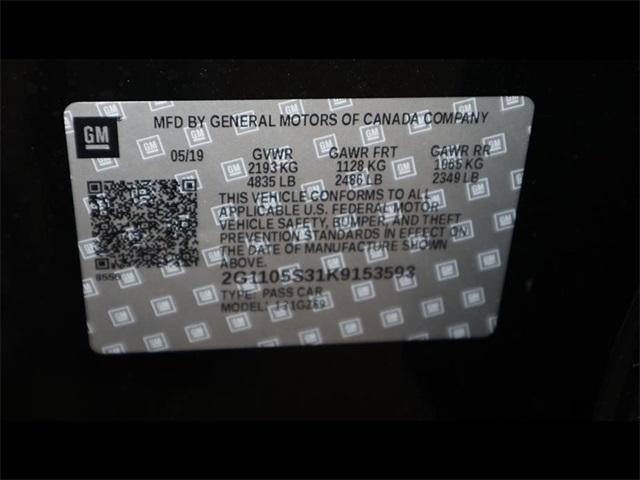 GM
MFD BY GENERAL MOTORS OF CANADA COMPANY
05/19 GVWR GAWR FRT GAWR RR
2193 KG 1128 KG 1065 KG
4835 LB 2486 LB 2349 LB
THIS VEHICLE CONFORMS TO ALL
APPLICABLE U.S. FEDERAL MOTOR
VEHICLE SAFETY, BUMPER, AND THEFT
PREVENTION STANDARDS IN EFFECT ON
THE DATE OF MANUFACTURE SHOWN
ABOVE.
2G1105S31K9153593
TYPE: PASS CAR
MODEL: